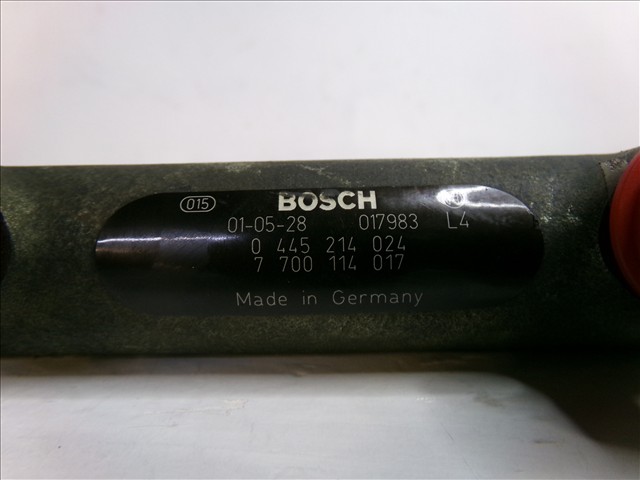 015 BOSCH
01-05-28 017983 L4
0 445 214 024
7 700 114 017
Made in Germany